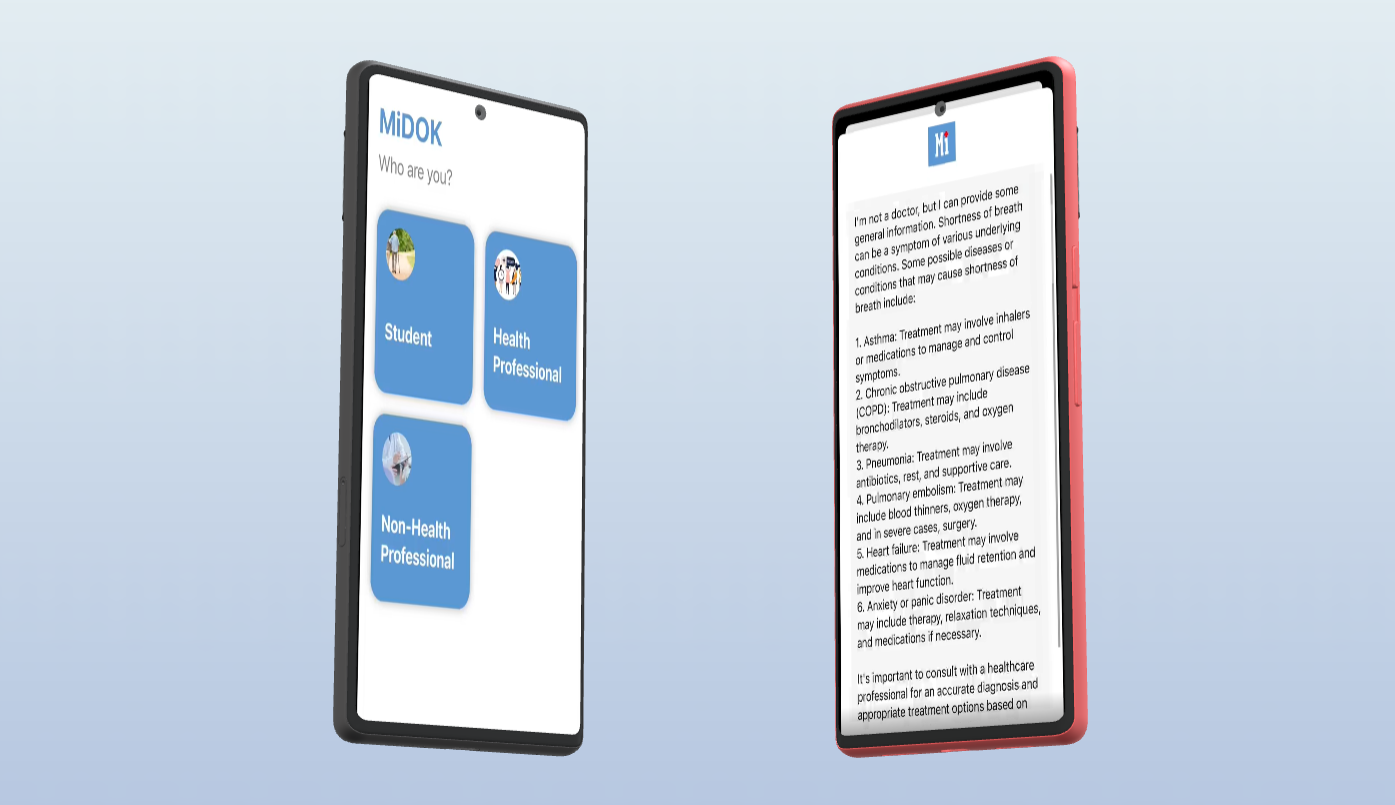 MiDOK
Who are you?
Student
Health
Professional
Non-Health
Professional
Mi
I'm not a doctor, but I can provide some
general information. Shortness of breath
can be a symptom of various underlying
conditions. Some possible diseases or
conditions that may cause shortness of
breath include:
1. Asthma: Treatment may involve inhalers
or medications to manage and control
symptoms.
2. Chronic obstructive pulmonary disease
(COPD): Treatment may include
bronchodilators, steroids, and oxygen
therapy.
3. Pneumonia: Treatment may involve
antibiotics, rest, and supportive care.
4. Pulmonary embolism: Treatment may
include blood thinners, oxygen therapy,
and in severe cases, surgery.
5. Heart failure: Treatment may involve
medications to manage fluid retention and
improve heart function.
6. Anxiety or panic disorder: Treatment
may include therapy, relaxation techniques,
and medications if necessary.
It's important to consult with a healthcare
professional for an accurate diagnosis and
appropriate treatment options based on